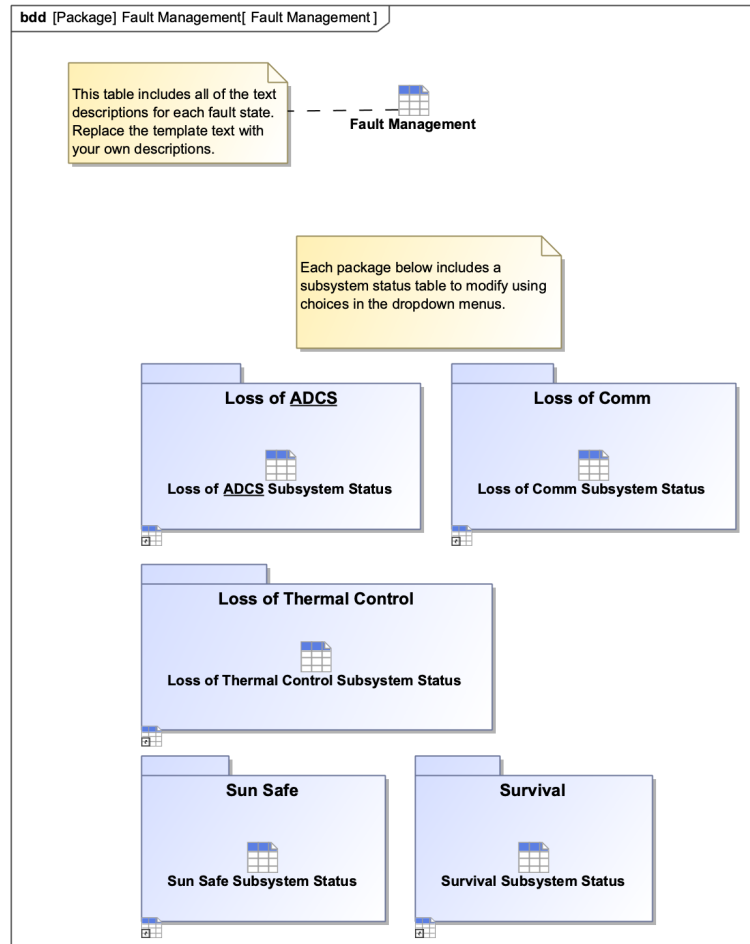 bdd [Package] Fault Management[ Fault Management ]
This table includes all of the text
descriptions for each fault state.
Replace the template text with
your own descriptions.
Fault Management
Each package below includes a
subsystem status table to modify using
choices in the dropdown menus.
Loss of ADCS
Loss of ADCS Subsystem Status
Loss of Comm
Loss of Comm Subsystem Status
Loss of Thermal Control
Loss of Thermal Control Subsystem Status
Sun Safe
Sun Safe Subsystem Status
Survival
Survival Subsystem Status